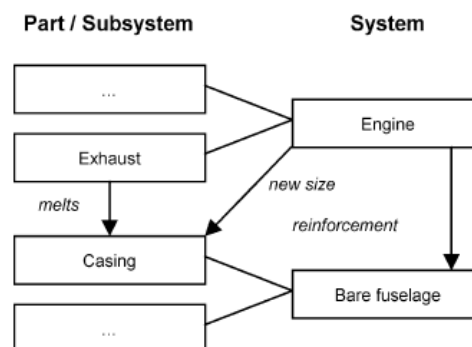 Part / Subsystem
System
...
Engine
Exhaust
melts
new size
reinforcement
Casing
Bare fuselage
...